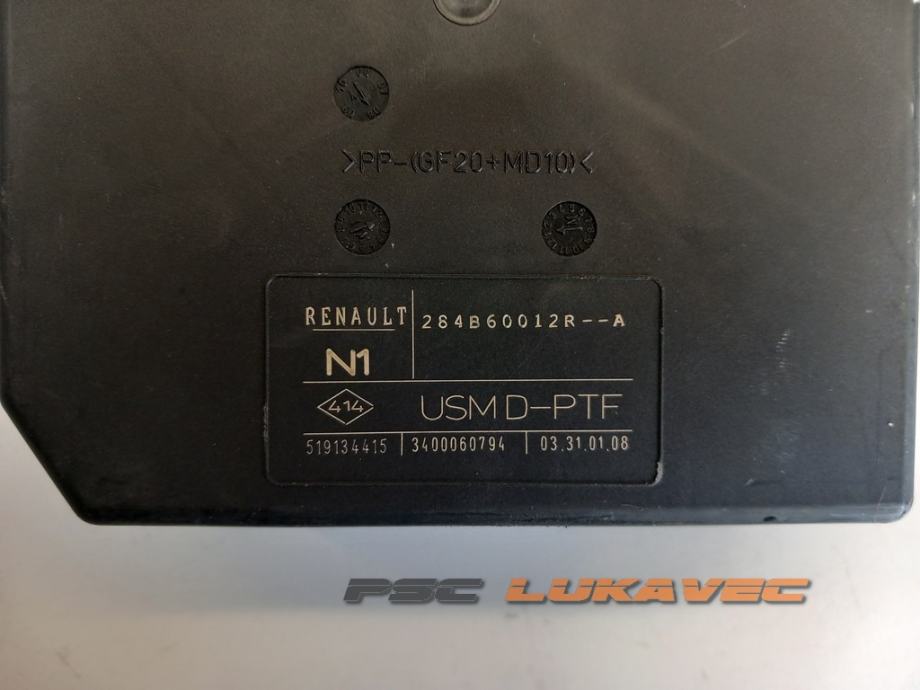 >PP-(GF20+MD10)<
RENAULT
284B60012R--A
N1
414
USM D-PTF
519134415
3400060794
03.31.01.08
PSC LUKAVEC